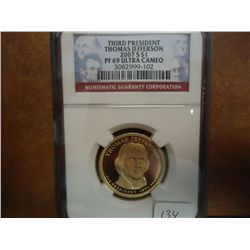 THIRD PRESIDENT
THOMAS JEFFERSON
2007 S $1
PF 69 ULTRA CAMEO
3082999-102
NUMISMATIC GUARANTY CORPORATION
THOMAS JEFFERSON
134